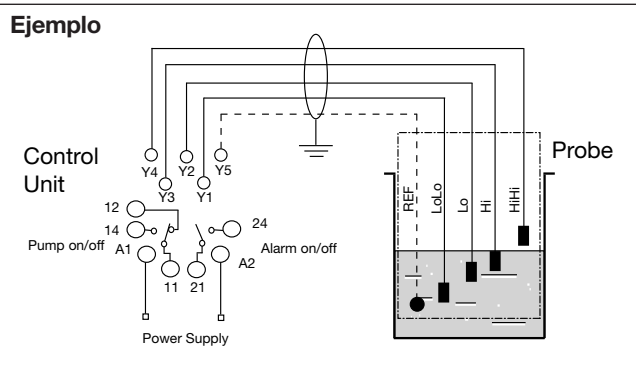 Ejemplo
Control
Unit
Y4
Y3
Y2
Y1
Y5
12
14
Pump on/off
A1
11
21
A2
24
Alarm on/off
Power Supply
REF
LoLo
Lo
Hi
HiHi
Probe